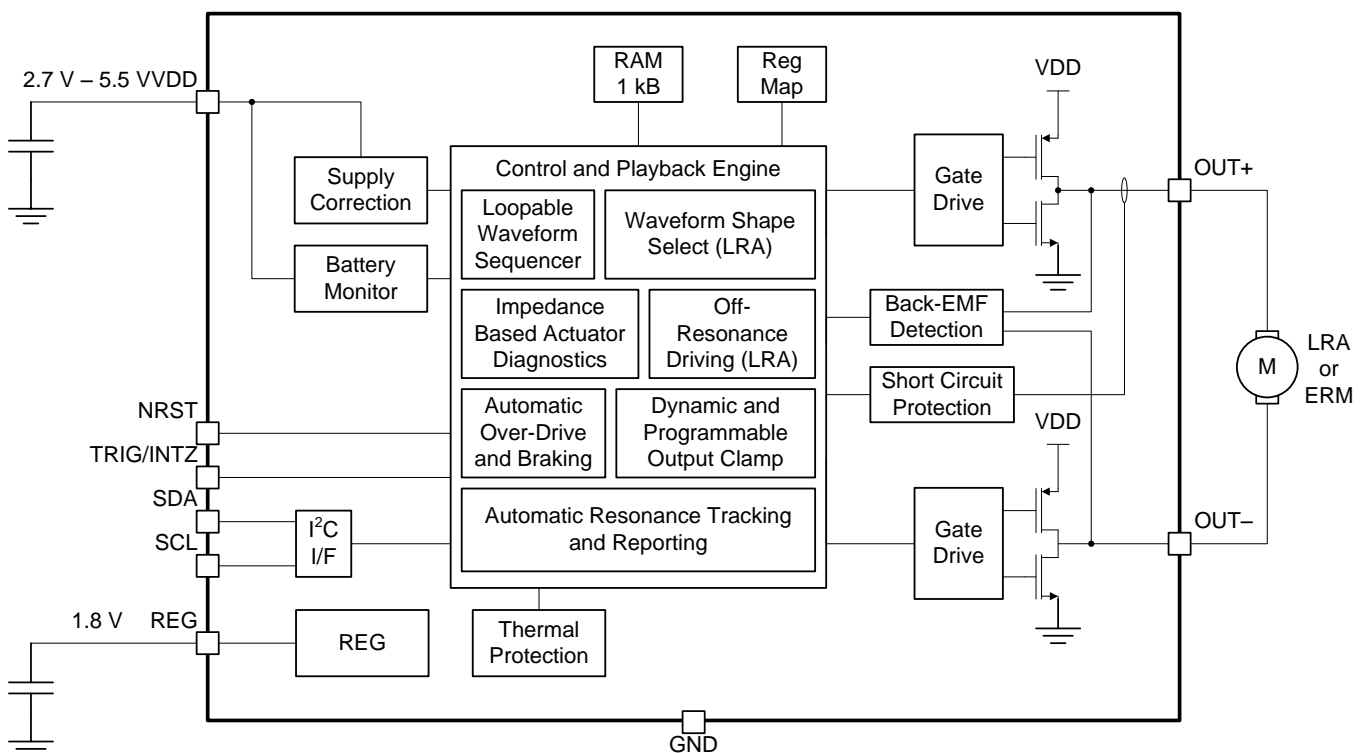 2.7 V – 5.5 VVDD
RAM
1 kB
Reg
Map
VDD
Control and Playback Engine
Supply
Correction
Loopable
Waveform
Sequencer
Waveform Shape
Select (LRA)
Gate
Drive
OUT+
Battery
Monitor
Impedance
Based Actuator
Diagnostics
Off-
Resonance
Driving (LRA)
Back-EMF
Detection
M
LRA
or
ERM
Short Circuit
Protection
NRST
TRIG/INTZ
Automatic
Over-Drive
and Braking
Dynamic and
Programmable
Output Clamp
VDD
SDA
SCL
I²C
I/F
Automatic Resonance Tracking
and Reporting
Gate
Drive
OUT–
1.8 V
REG
REG
Thermal
Protection
GND